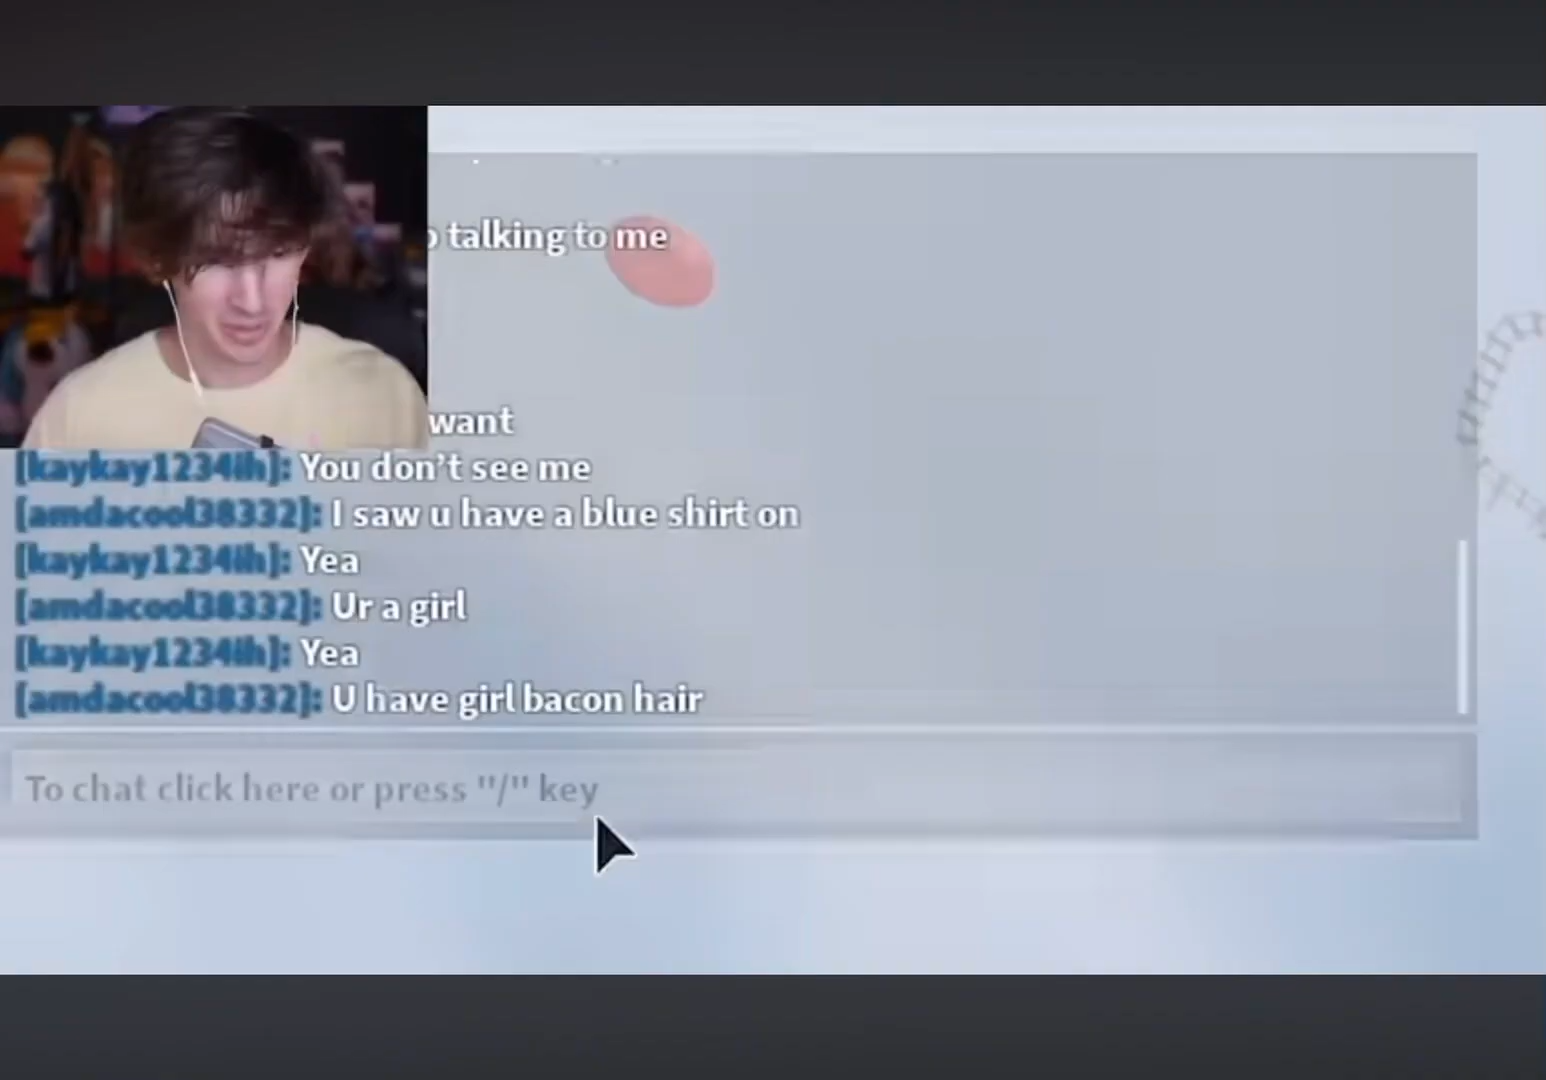 talking to me
want
[kaykay1234ih]: You don't see me
[amdacool38332]: I saw u have a blue shirt on
[kaykay1234ih]: Yea
[amdacool38332]: Ur a girl
[kaykay1234ih]: Yea
[amdacool38332]: U have girl bacon hair
To chat click here or press "/" key